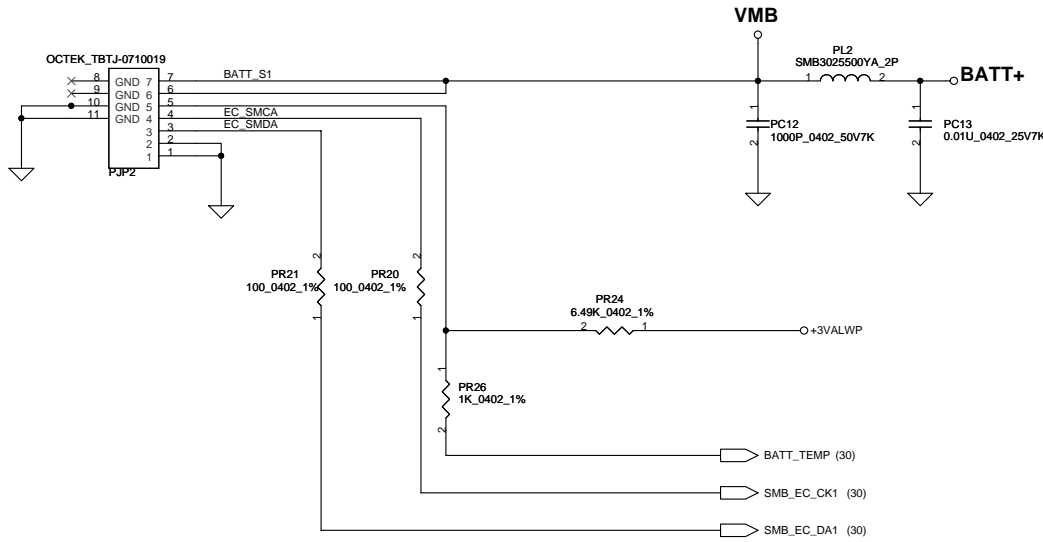 VMB
OCTEK_TBTJ-0710019
PL2
SMB3025500YA_2P
8 GND 7 7 BATT_S1
1 2 BATT+
9 GND 6 6
10 GND 5 5
11 GND 4 4 EC_SMCA
3 3 EC_SMDA
2 2
1 1
PJP2
1
PC12
1000P_0402_50V7K
2
1
PC13
0.01U_0402_25V7K
2
2
PR21
100_0402_1%
1
2
PR20
100_0402_1%
1
PR24
6.49K_0402_1%
2 1 +3VALWP
1
PR26
1K_0402_1%
2
BATT_TEMP (30)
SMB_EC_CK1 (30)
SMB_EC_DA1 (30)